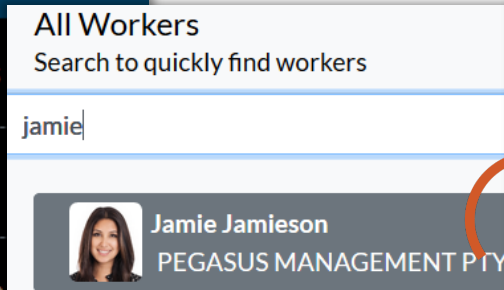 All Workers
Search to quickly find workers
jamie
Jamie Jamieson
PEGASUS MANAGEMENT PTY